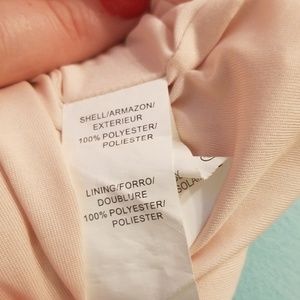 SHELL/ARMAZON/
EXTERIEUR
100% POLYESTER/
POLIESTER
LINING/FORRO/
DOUBLURE
100% POLYESTER/
POLIESTER